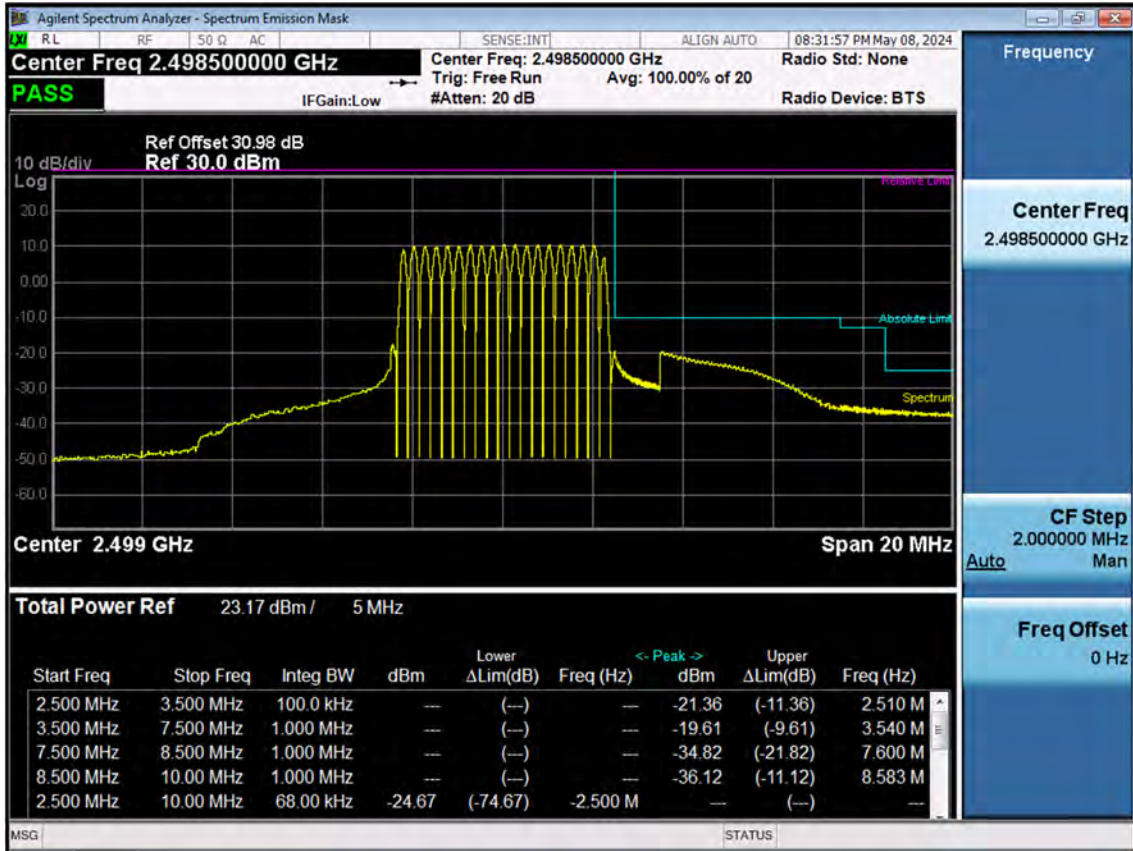 Agilent Spectrum Analyzer - Spectrum Emission Mask
LXI RL RF 50 Ω AC SENSE:INT ALIGN AUTO 08:31:57 PM May 08, 2024
Center Freq 2.498500000 GHz Center Freq: 2.498500000 GHz Radio Std: None
Trig: Free Run Avg: 100.00% of 20
PASS IFGain:Low #Atten: 20 dB Radio Device: BTS
Frequency
Ref Offset 30.98 dB
10 dB/div Ref 30.0 dBm
Log
Relative Limit
20.0
10.0
0.00
-10.0
Absolute Limit
-20.0
-30.0
Spectrum
-40.0
-50.0
-60.0
Center 2.499 GHz Span 20 MHz
Center Freq
2.498500000 GHz
CF Step
2.000000 MHz
Auto Man
Freq Offset
0 Hz
Total Power Ref 23.17 dBm / 5 MHz
Lower <- Peak -> Upper
Start Freq Stop Freq Integ BW dBm ΔLim(dB) Freq (Hz) dBm ΔLim(dB) Freq (Hz)
2.500 MHz 3.500 MHz 100.0 kHz --- (---) --- -21.36 (-11.36) 2.510 M
3.500 MHz 7.500 MHz 1.000 MHz --- (---) --- -19.61 (-9.61) 3.540 M
7.500 MHz 8.500 MHz 1.000 MHz --- (---) --- -34.82 (-21.82) 7.600 M
8.500 MHz 10.00 MHz 1.000 MHz --- (---) --- -36.12 (-11.12) 8.583 M
2.500 MHz 10.00 MHz 68.00 kHz -24.67 (-74.67) -2.500 M --- (---) ---
MSG STATUS